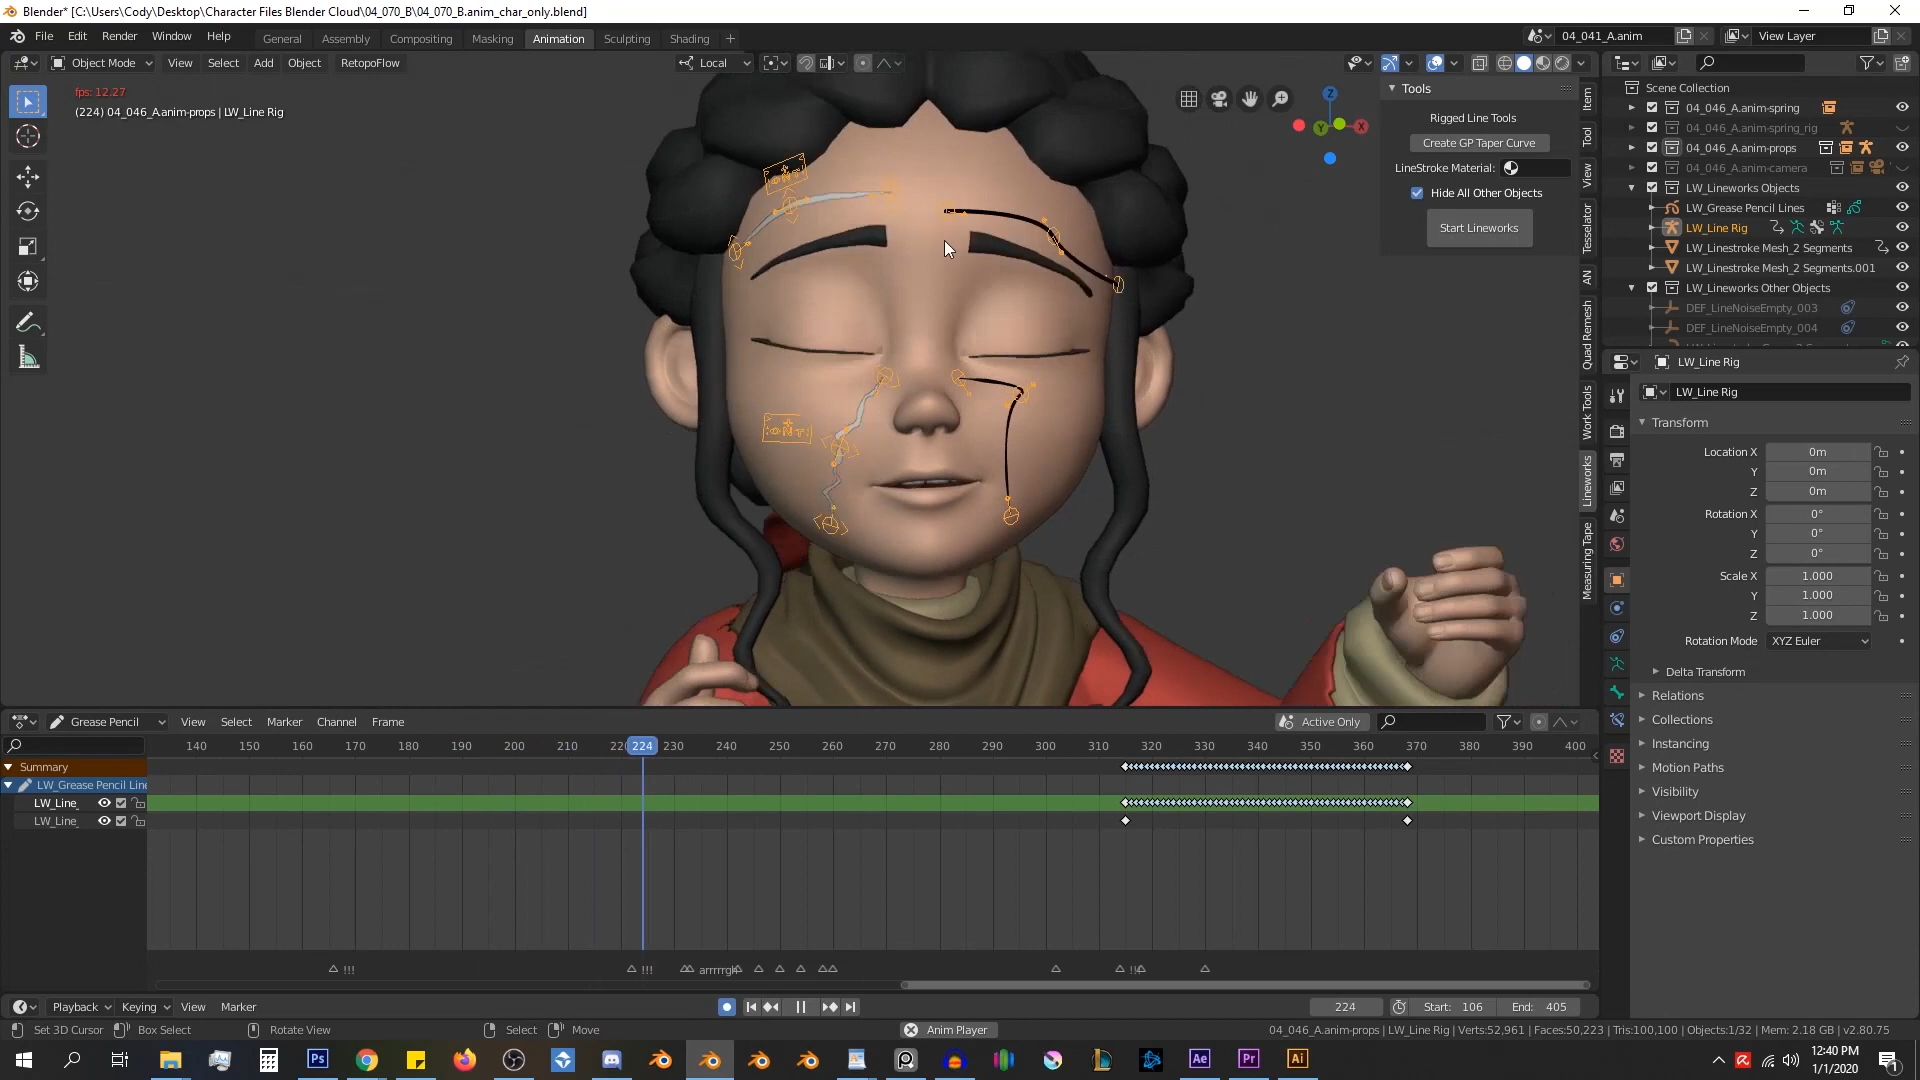 Blender* [C:\Users\Cody\Desktop\Character Files Blender Cloud\04_070_B\04_070_B.anim_char_only.blend]
File Edit Render Window Help General Assembly Compositing Masking Animation Sculpting Shading + 04_041_A.anim View Layer
Object Mode View Select Add Object RetopoFlow Local
fps: 12.27
(224) 04_046_A.anim-props | LW_Line Rig
Z
Y
X
Tools
Rigged Line Tools
Create GP Taper Curve
LineStroke Material:
Hide All Other Objects
Start Lineworks
Item
Tool
View
Tesselator
AN
Quad Remesh
Work Tools
Lineworks
Measuring Tape
Scene Collection
04_046_A.anim-spring
04_046_A.anim-spring_rig
04_046_A.anim-props
04_046_A.anim-camera
LW_Lineworks Objects
LW_Grease Pencil Lines
LW_Line Rig
LW_Linestroke Mesh_2 Segments
LW_Linestroke Mesh_2 Segments.001
LW_Lineworks Other Objects
DEF_LineNoiseEmpty_003
DEF_LineNoiseEmpty_004
LW_Line Rig
LW_Line Rig
Transform
Location X 0m
Y 0m
Z 0m
Rotation X 0°
Y 0°
Z 0°
Scale X 1.000
Y 1.000
Z 1.000
Rotation Mode XYZ Euler
Delta Transform
Relations
Collections
Instancing
Motion Paths
Visibility
Viewport Display
Custom Properties
Grease Pencil View Select Marker Channel Frame Active Only
140 150 160 170 180 190 200 210 224 230 240 250 260 270 280 290 300 310 320 330 340 350 360 370 380 390 400
Summary
LW_Grease Pencil Line
LW_Line_
LW_Line_
!!! !!! arrrrrgh
Playback Keying View Marker 224 Start: 106 End: 405
Set 3D Cursor Box Select Rotate View Select Move Anim Player 04_046_A.anim-props | LW_Line Rig | Verts:52,961 | Faces:50,223 | Tris:100,100 | Objects:1/32 | Mem: 2.18 GB | v2.80.75
Ps Ae Pr Ai
12:40 PM
1/1/2020
1